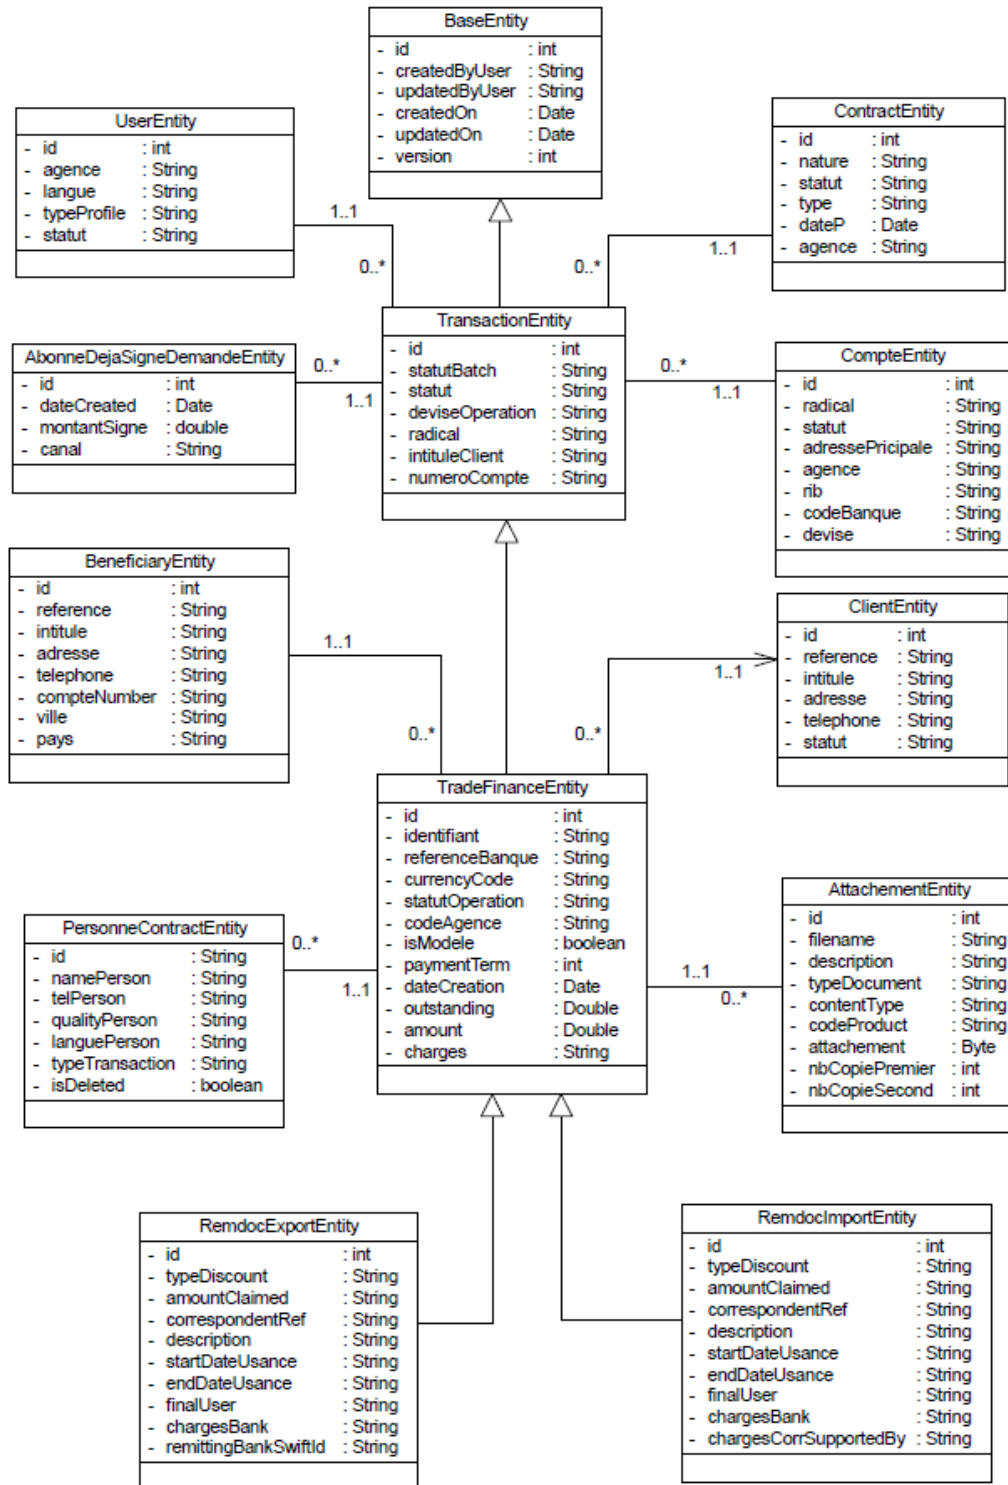 BaseEntity
- id : int
- createdByUser : String
- updatedByUser : String
- createdOn : Date
- updatedOn : Date
- version : int
UserEntity
- id : int
- agence : String
- langue : String
- typeProfile : String
- statut : String
ContractEntity
- id : int
- nature : String
- statut : String
- type : String
- dateP : Date
- agence : String
1..1
0..*
0..*
1..1
TransactionEntity
- id : int
- statutBatch : String
- statut : String
- deviseOperation : String
- radical : String
- intituleClient : String
- numeroCompte : String
AbonneDejaSigneDemandeEntity
- id : int
- dateCreated : Date
- montantSigne : double
- canal : String
0..*
1..1
0..*
1..1
CompteEntity
- id : int
- radical : String
- statut : String
- adressePricipale : String
- agence : String
- rib : String
- codeBanque : String
- devise : String
BeneficiaryEntity
- id : int
- reference : String
- intitule : String
- adresse : String
- telephone : String
- compteNumber : String
- ville : String
- pays : String
1..1
0..*
ClientEntity
- id : int
- reference : String
- intitule : String
- adresse : String
- telephone : String
- statut : String
1..1
0..*
TradeFinanceEntity
- id : int
- identifiant : String
- referenceBanque : String
- currencyCode : String
- statutOperation : String
- codeAgence : String
- isModele : boolean
- paymentTerm : int
- dateCreation : Date
- outstanding : Double
- amount : Double
- charges : String
PersonneContractEntity
- id : String
- namePerson : String
- telPerson : String
- qualityPerson : String
- languePerson : String
- typeTransaction : String
- isDeleted : boolean
0..*
1..1
1..1
0..*
AttachementEntity
- id : int
- filename : String
- description : String
- typeDocument : String
- contentType : String
- codeProduct : String
- attachement : Byte
- nbCopiePremier : int
- nbCopieSecond : int
RemdocExportEntity
- id : int
- typeDiscount : String
- amountClaimed : String
- correspondentRef : String
- description : String
- startDateUsance : String
- endDateUsance : String
- finalUser : String
- chargesBank : String
- remittingBankSwiftId : String
RemdocImportEntity
- id : int
- typeDiscount : String
- amountClaimed : String
- correspondentRef : String
- description : String
- startDateUsance : String
- endDateUsance : String
- finalUser : String
- chargesBank : String
- chargesCorrSupportedBy : String